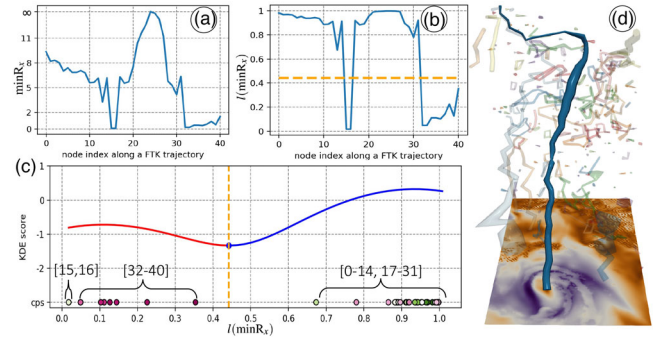 (a)
∞
11
8
5
2
0
minRₓ
0 10 20 30 40
node index along a FTK trajectory
(b)
1
0.8
0.6
0.4
0.2
0
l(minRₓ)
0 10 20 30 40
node index along a FTK trajectory
(c)
1
0
-1
-2
cps
KDE score
[15,16]
[32-40]
[0-14, 17-31]
0.0 0.1 0.2 0.3 0.4 0.5 0.6 0.7 0.8 0.9 1.0
l(minRₓ)
(d)